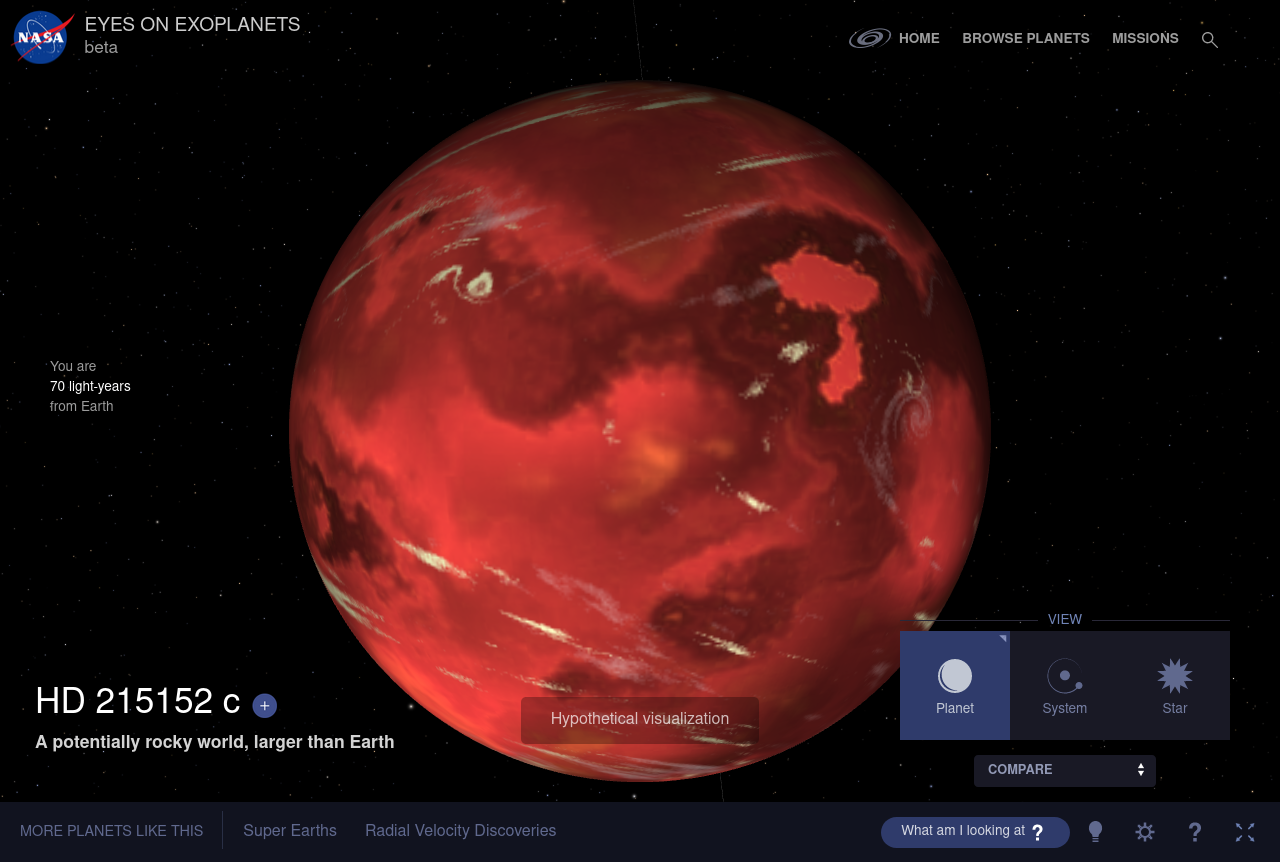 NASA
EYES ON EXOPLANETS
beta
HOME
BROWSE PLANETS
MISSIONS
You are
70 light-years
from Earth
VIEW
Planet
System
Star
HD 215152 c +
A potentially rocky world, larger than Earth
Hypothetical visualization
COMPARE
MORE PLANETS LIKE THIS
Super Earths
Radial Velocity Discoveries
What am I looking at ?
?